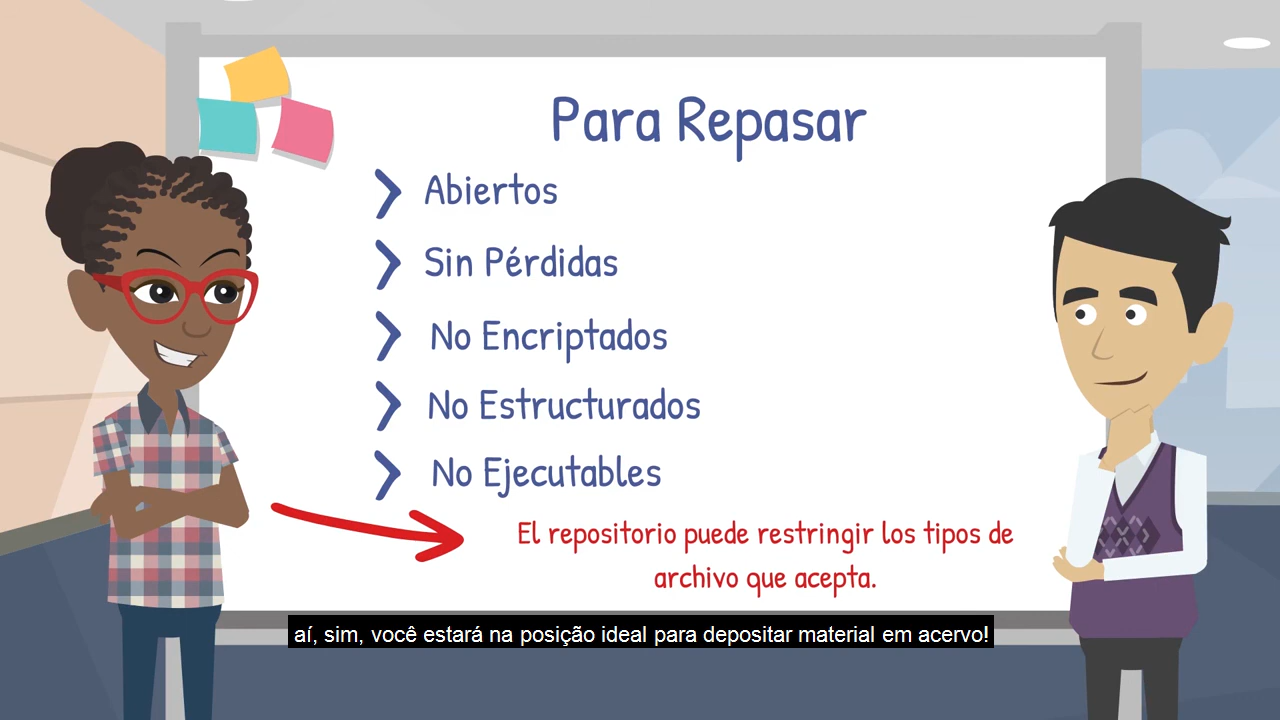 Para Repasar
Abiertos
Sin Pérdidas
No Encriptados
No Estructurados
No Ejecutables
El repositorio puede restringir los tipos de
archivo que acepta.
aí, sim, você estará na posição ideal para depositar material em acervo!